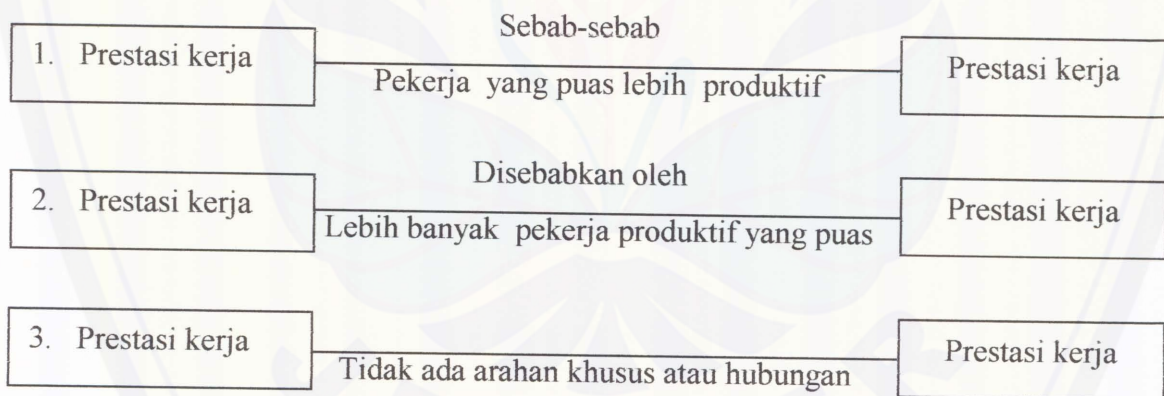 Sebab-sebab
1. Prestasi kerja
Pekerja yang puas lebih produktif
Prestasi kerja
Disebabkan oleh
2. Prestasi kerja
Lebih banyak pekerja produktif yang puas
Prestasi kerja
3. Prestasi kerja
Tidak ada arahan khusus atau hubungan
Prestasi kerja